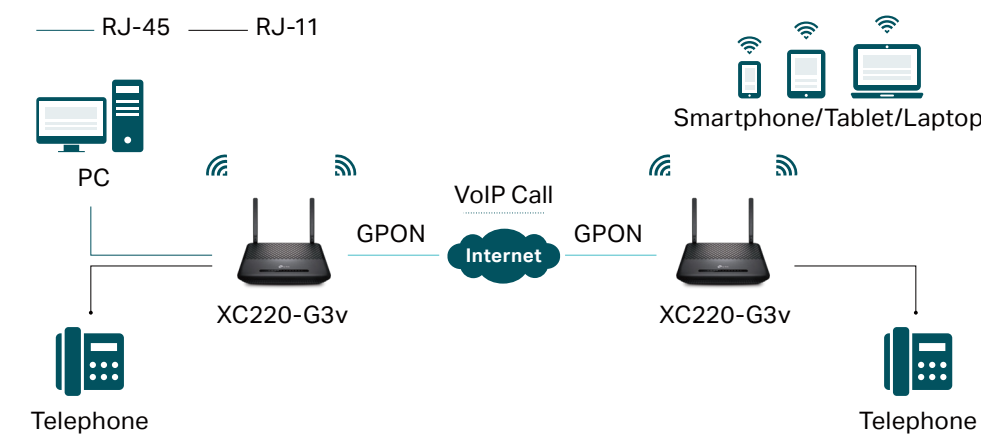 RJ-45 RJ-11
Smartphone/Tablet/Laptop
PC
VoIP Call
GPON
Internet
GPON
XC220-G3v
XC220-G3v
Telephone
Telephone